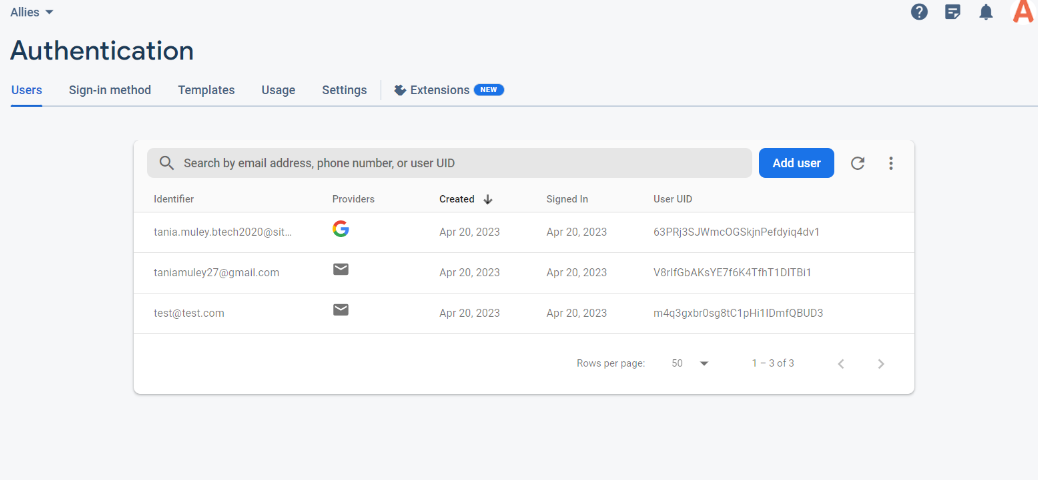 Allies
A
Authentication
Users Sign-in method Templates Usage Settings Extensions NEW
Search by email address, phone number, or user UID Add user
Identifier Providers Created Signed In User UID
tania.muley.btech2020@sit... G Apr 20, 2023 Apr 20, 2023 63PRj3SJWmcOGSkjnPefdyiq4dv1
taniamuley27@gmail.com Apr 20, 2023 Apr 20, 2023 V8rIfGbAKsYE7f6K4TfhT1DlTBi1
test@test.com Apr 20, 2023 Apr 20, 2023 m4q3gxbr0sg8tC1pHi1IDmfQBUD3
Rows per page: 50 1 – 3 of 3